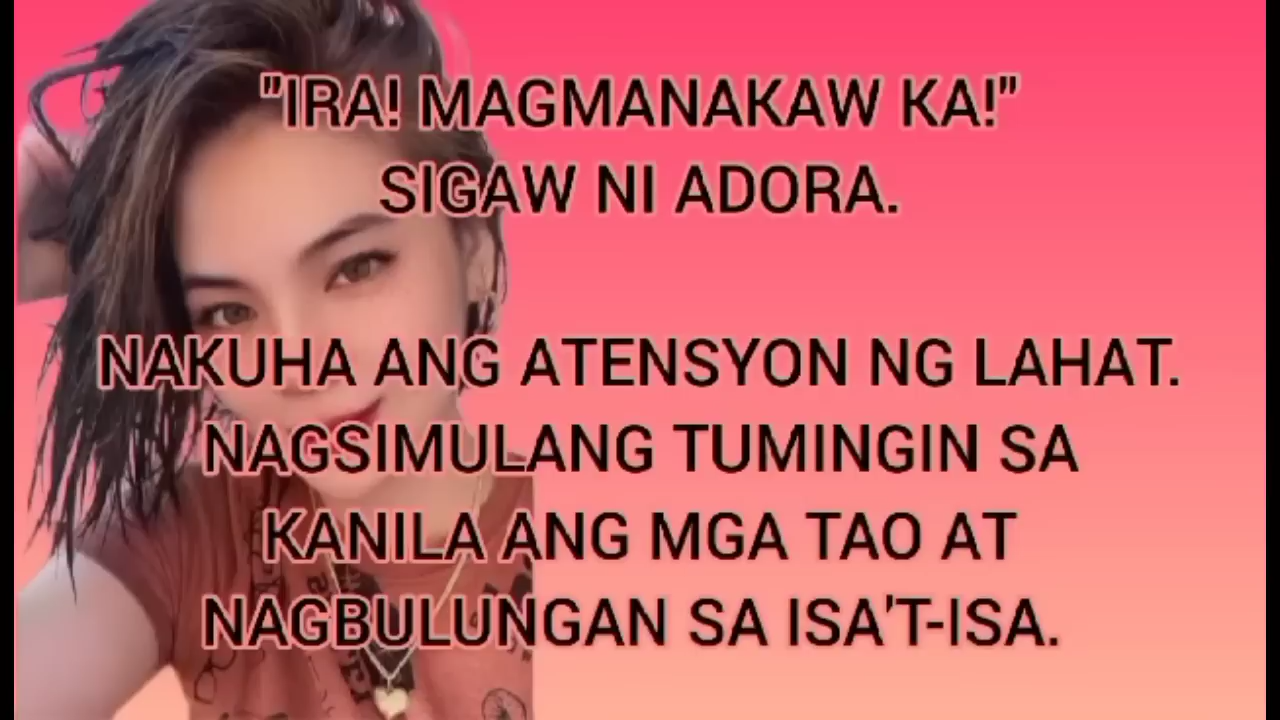 "IRA! MAGMANAKAW KA!"
SIGAW NI ADORA.
NAKUHA ANG ATENSYON NG LAHAT.
NAGSIMULANG TUMINGIN SA
KANILA ANG MGA TAO AT
NAGBULUNGAN SA ISA'T-ISA.